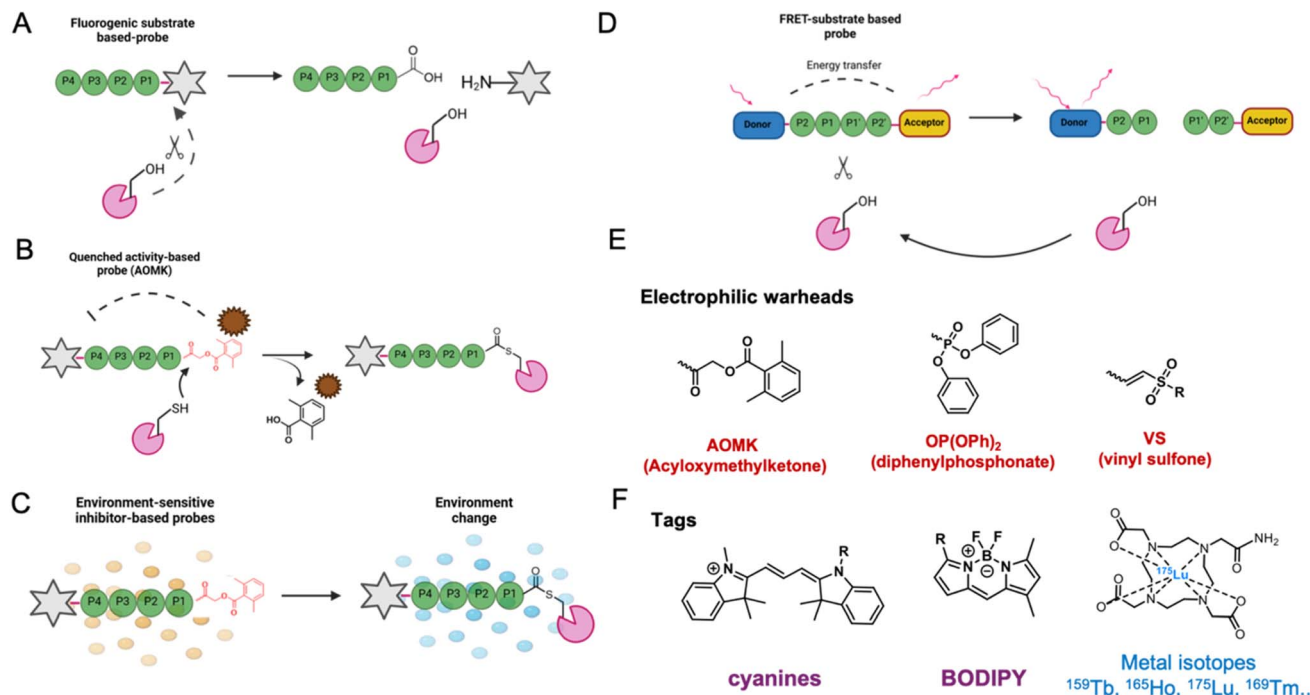 A
Fluorogenic substrate
based-probe
P4 P3 P2 P1
OH
P4 P3 P2 P1
O
OH
H₂N
OH
B
Quenched activity-based
probe (AOMK)
P4 P3 P2 P1
O
O
O
SH
HO
O
P4 P3 P2 P1
O
S
C
Environment-sensitive
inhibitor-based probes
P4 P3 P2 P1
O
O
O
Environment
change
P4 P3 P2 P1
O
S
D
FRET-substrate based
probe
Energy transfer
Donor P2 P1 P1' P2' Acceptor
Donor P2 P1 P1' P2' Acceptor
OH
OH
E
Electrophilic warheads
O
O
O
AOMK
(Acyloxymethylketone)
O
P
O
O
OP(OPh)₂
(diphenylphosphonate)
O
S
O
R
VS
(vinyl sulfone)
F
Tags
N
⊕
R
N
cyanines
R
F F
⊕ B
N ⊖ N
BODIPY
O
O
N
N
O
NH₂
¹⁷⁵Lu
O
O
N
N
O
O
Metal isotopes
¹⁵⁹Tb, ¹⁶⁵Ho, ¹⁷⁵Lu, ¹⁶⁹Tm..